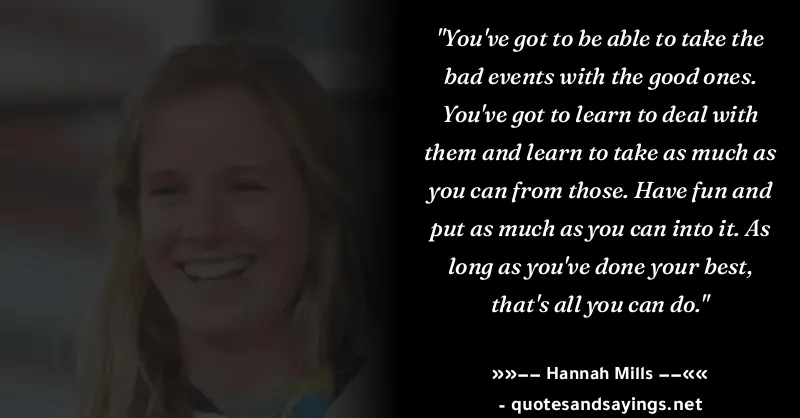 "You've got to be able to take the
bad events with the good ones.
You've got to learn to deal with
them and learn to take as much as
you can from those. Have fun and
put as much as you can into it. As
long as you've done your best,
that's all you can do."
»»−− Hannah Mills −−««
- quotesandsayings.net